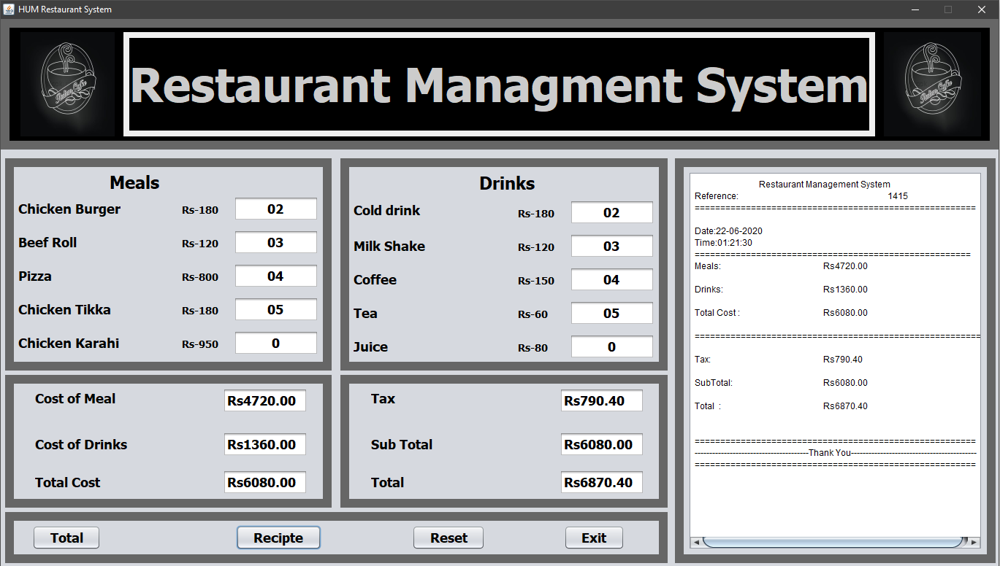 HUM Restaurant System
Restaurant Managment System
Italian Caffee
Meals
Chicken Burger Rs-180 02
Beef Roll Rs-120 03
Pizza Rs-800 04
Chicken Tikka Rs-180 05
Chicken Karahi Rs-950 0
Drinks
Cold drink Rs-180 02
Milk Shake Rs-120 03
Coffee Rs-150 04
Tea Rs-60 05
Juice Rs-80 0
Cost of Meal Rs4720.00
Cost of Drinks Rs1360.00
Total Cost Rs6080.00
Tax Rs790.40
Sub Total Rs6080.00
Total Rs6870.40
Total Recipte Reset Exit
Restaurant Management System
Reference: 1415
=======================================================
Date:22-06-2020
Time:01:21:30
======================================================
Meals: Rs4720.00
Drinks: Rs1360.00
Total Cost : Rs6080.00
========================================================
Tax: Rs790.40
SubTotal: Rs6080.00
Total : Rs6870.40
=======================================================
---------------------------------------Thank You-------------------------------------------
=======================================================